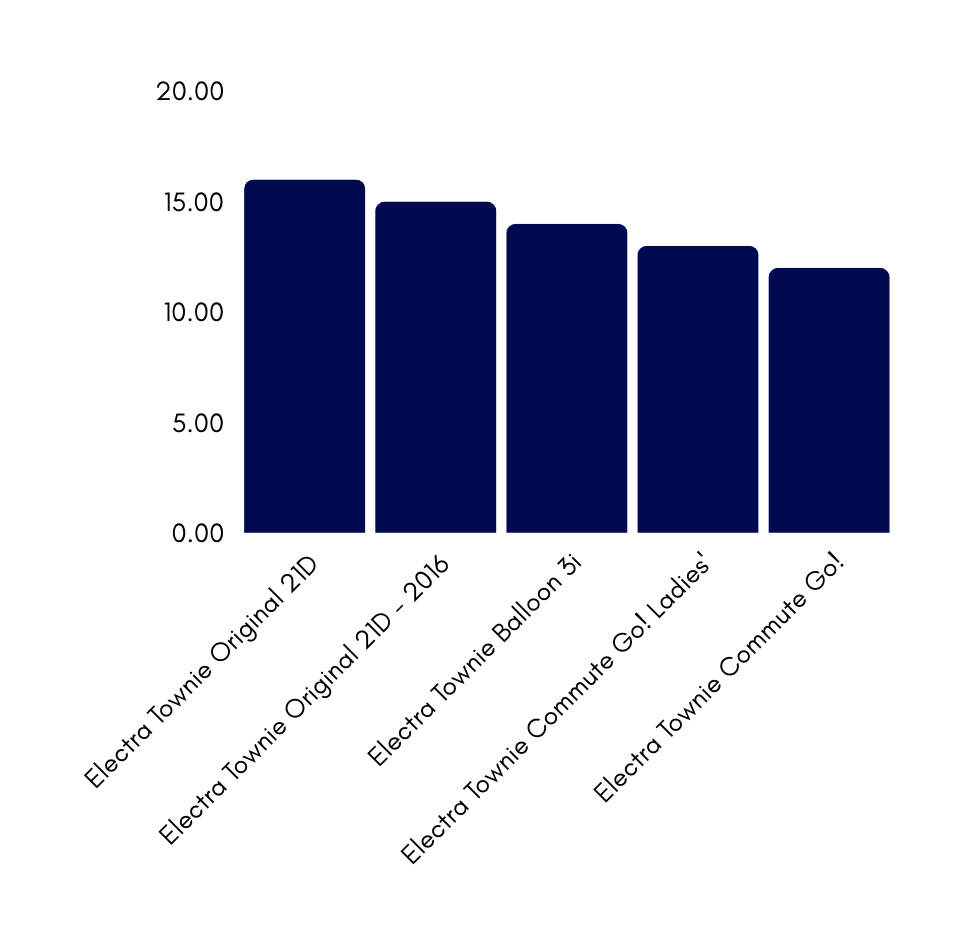 20.00
15.00
10.00
5.00
0.00
Electra Townie Original 21D
Electra Townie Original 21D - 2016
Electra Townie Balloon 3i
Electra Townie Commute Go! Ladies'
Electra Townie Commute Go!